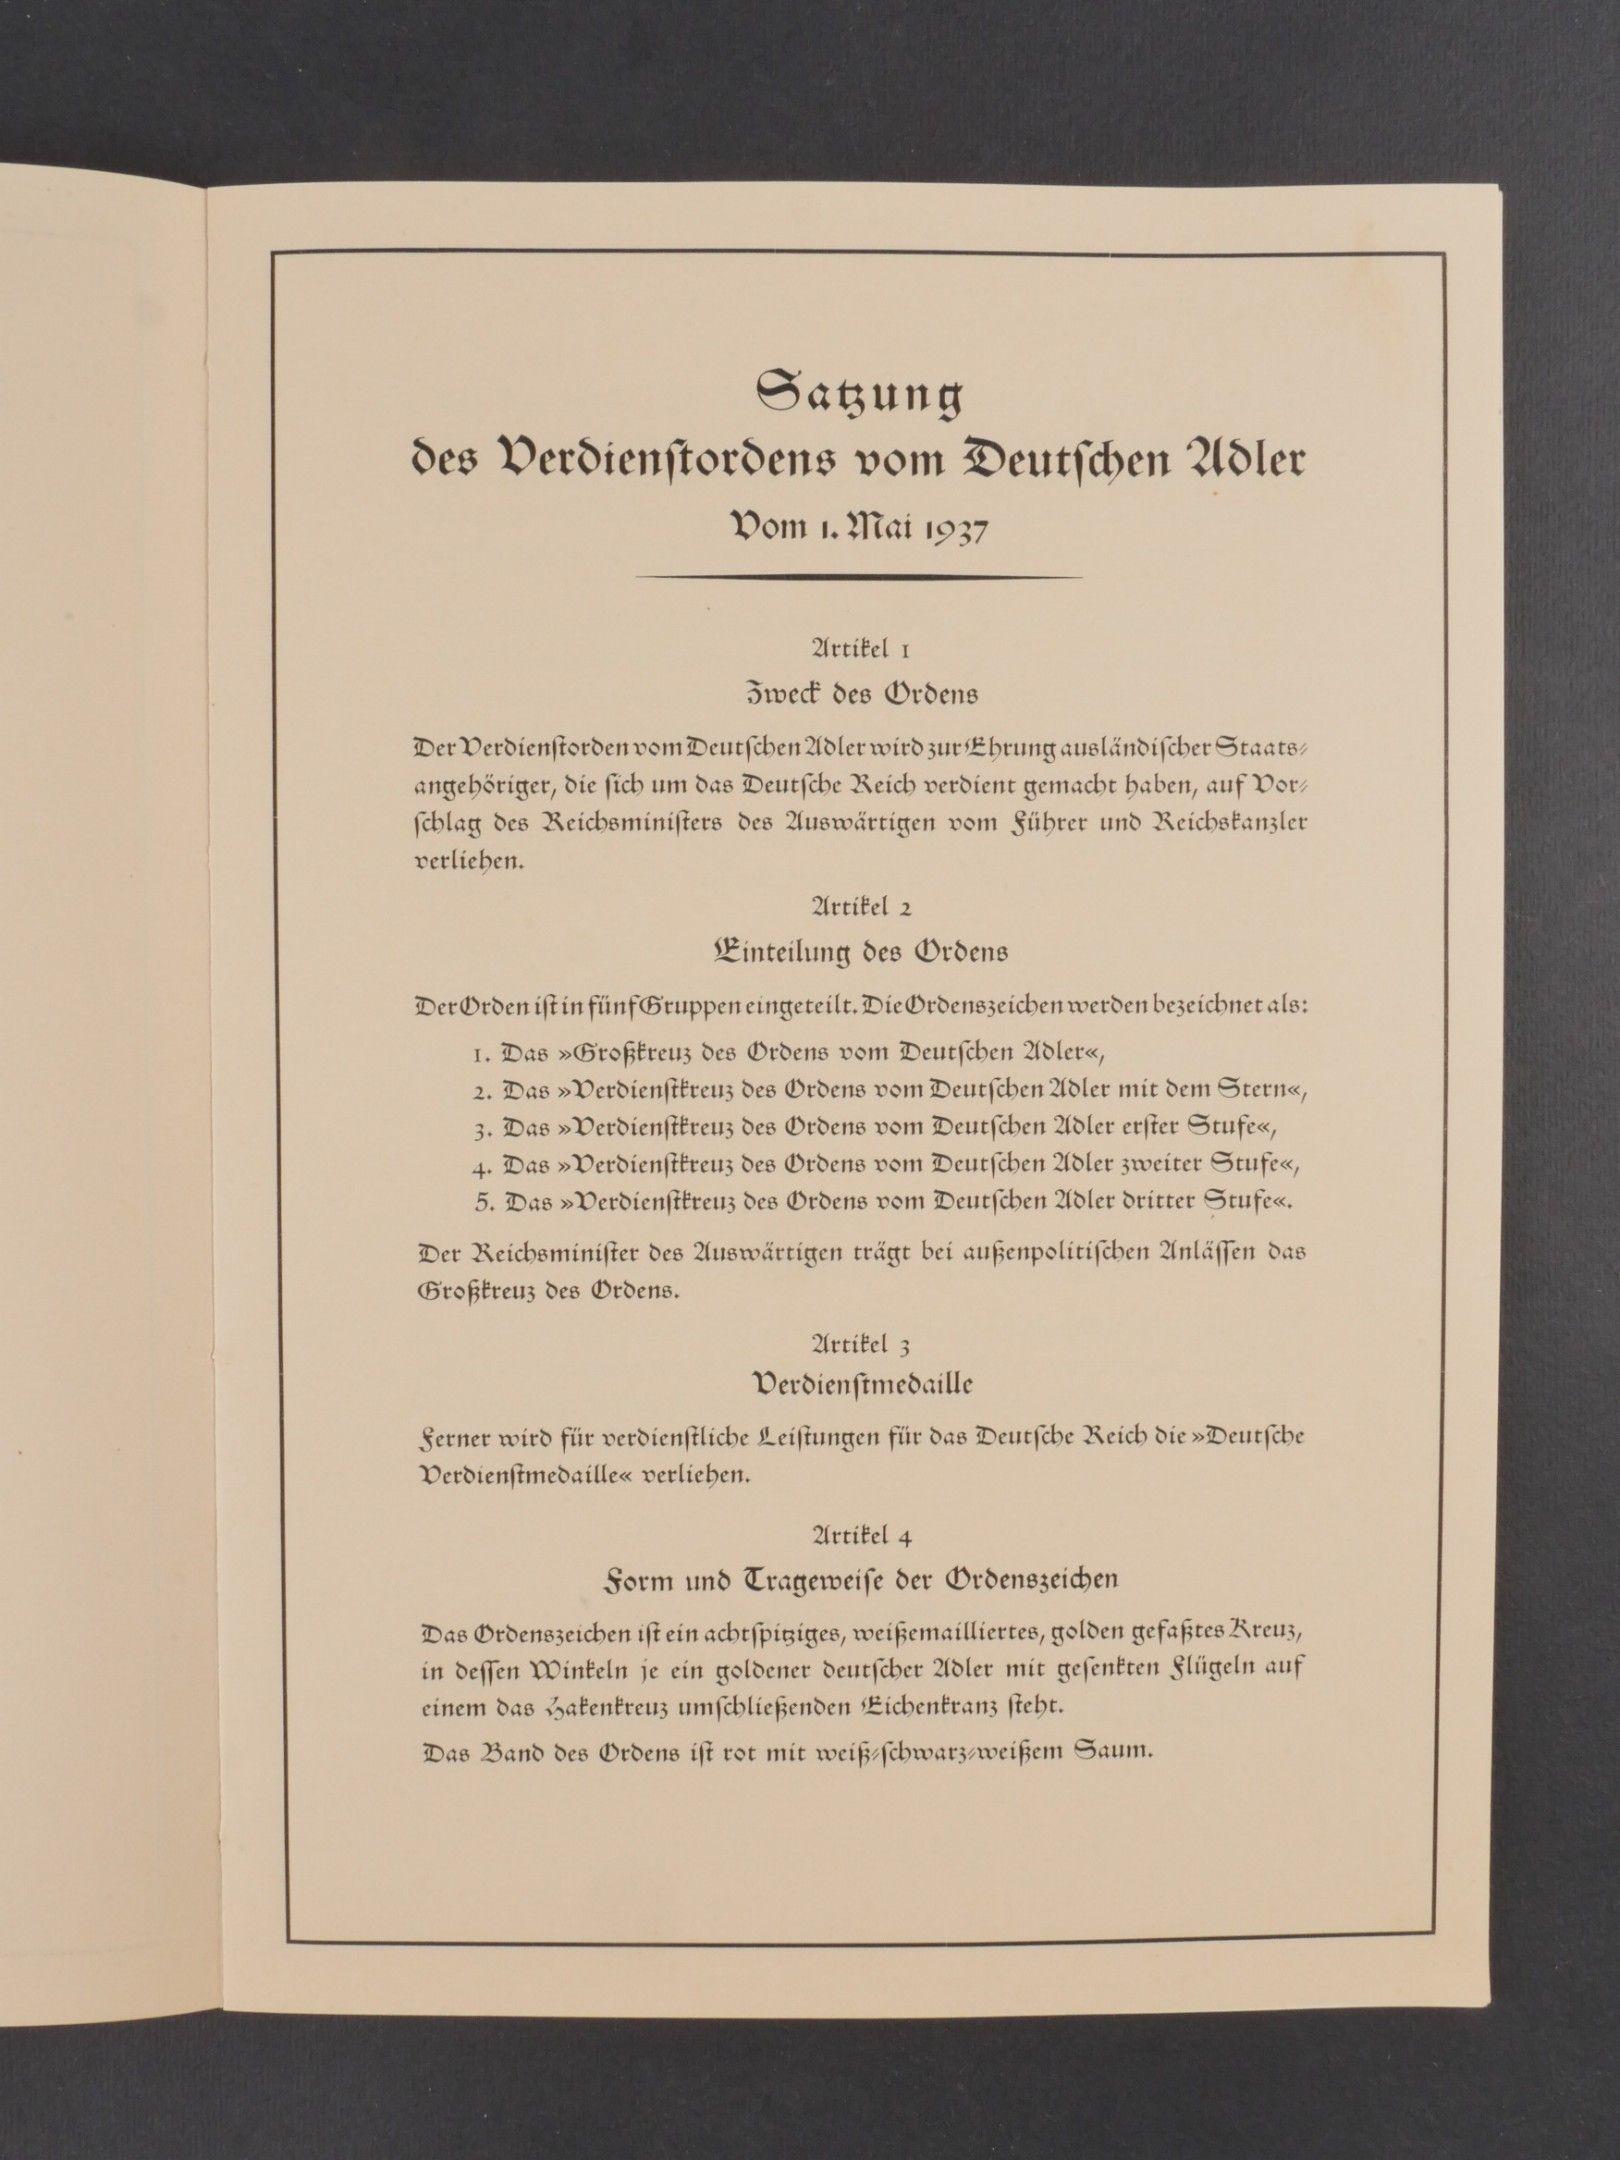 Satzung
des Verdienstordens vom Deutschen Adler
Vom 1. Mai 1937
Artikel 1
Zweck des Ordens
Der Verdienstorden vom Deutschen Adler wird zur Ehrung ausländischer Staats-
angehöriger, die sich um das Deutsche Reich verdient gemacht haben, auf Vor-
schlag des Reichsministers des Auswärtigen vom Führer und Reichskanzler
verliehen.
Artikel 2
Einteilung des Ordens
Der Orden ist in fünf Gruppen eingeteilt. Die Ordenszeichen werden bezeichnet als:
1. Das »Großkreuz des Ordens vom Deutschen Adler«,
2. Das »Verdienstkreuz des Ordens vom Deutschen Adler mit dem Stern«,
3. Das »Verdienstkreuz des Ordens vom Deutschen Adler erster Stufe«,
4. Das »Verdienstkreuz des Ordens vom Deutschen Adler zweiter Stufe«,
5. Das »Verdienstkreuz des Ordens vom Deutschen Adler dritter Stufe«.
Der Reichsminister des Auswärtigen trägt bei außenpolitischen Anlässen das
Großkreuz des Ordens.
Artikel 3
Verdienstmedaille
Ferner wird für verdienstliche Leistungen für das Deutsche Reich die »Deutsche
Verdienstmedaille« verliehen.
Artikel 4
Form und Trageweise der Ordenszeichen
Das Ordenszeichen ist ein achtspitziges, weißemailliertes, golden gefaßtes Kreuz,
in dessen Winkeln je ein goldener deutscher Adler mit gesenkten Flügeln auf
einem das Hakenkreuz umschließenden Eichenkranz steht.
Das Band des Ordens ist rot mit weiß-schwarz-weißem Saum.